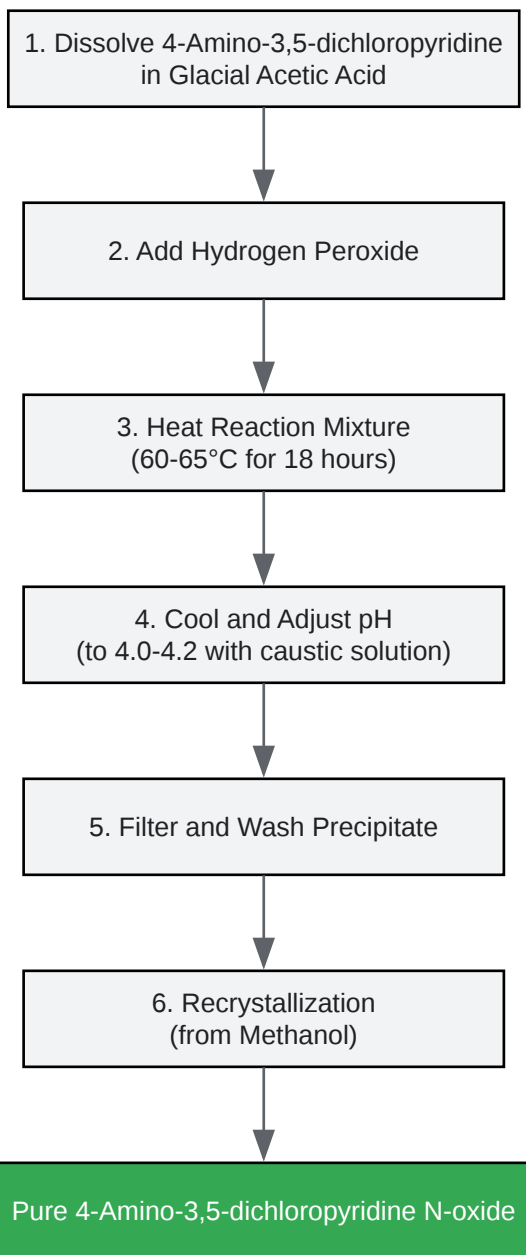 1. Dissolve 4-Amino-3,5-dichloropyridine
in Glacial Acetic Acid
2. Add Hydrogen Peroxide
3. Heat Reaction Mixture
(60-65°C for 18 hours)
4. Cool and Adjust pH
(to 4.0-4.2 with caustic solution)
5. Filter and Wash Precipitate
6. Recrystallization
(from Methanol)
Pure 4-Amino-3,5-dichloropyridine N-oxide